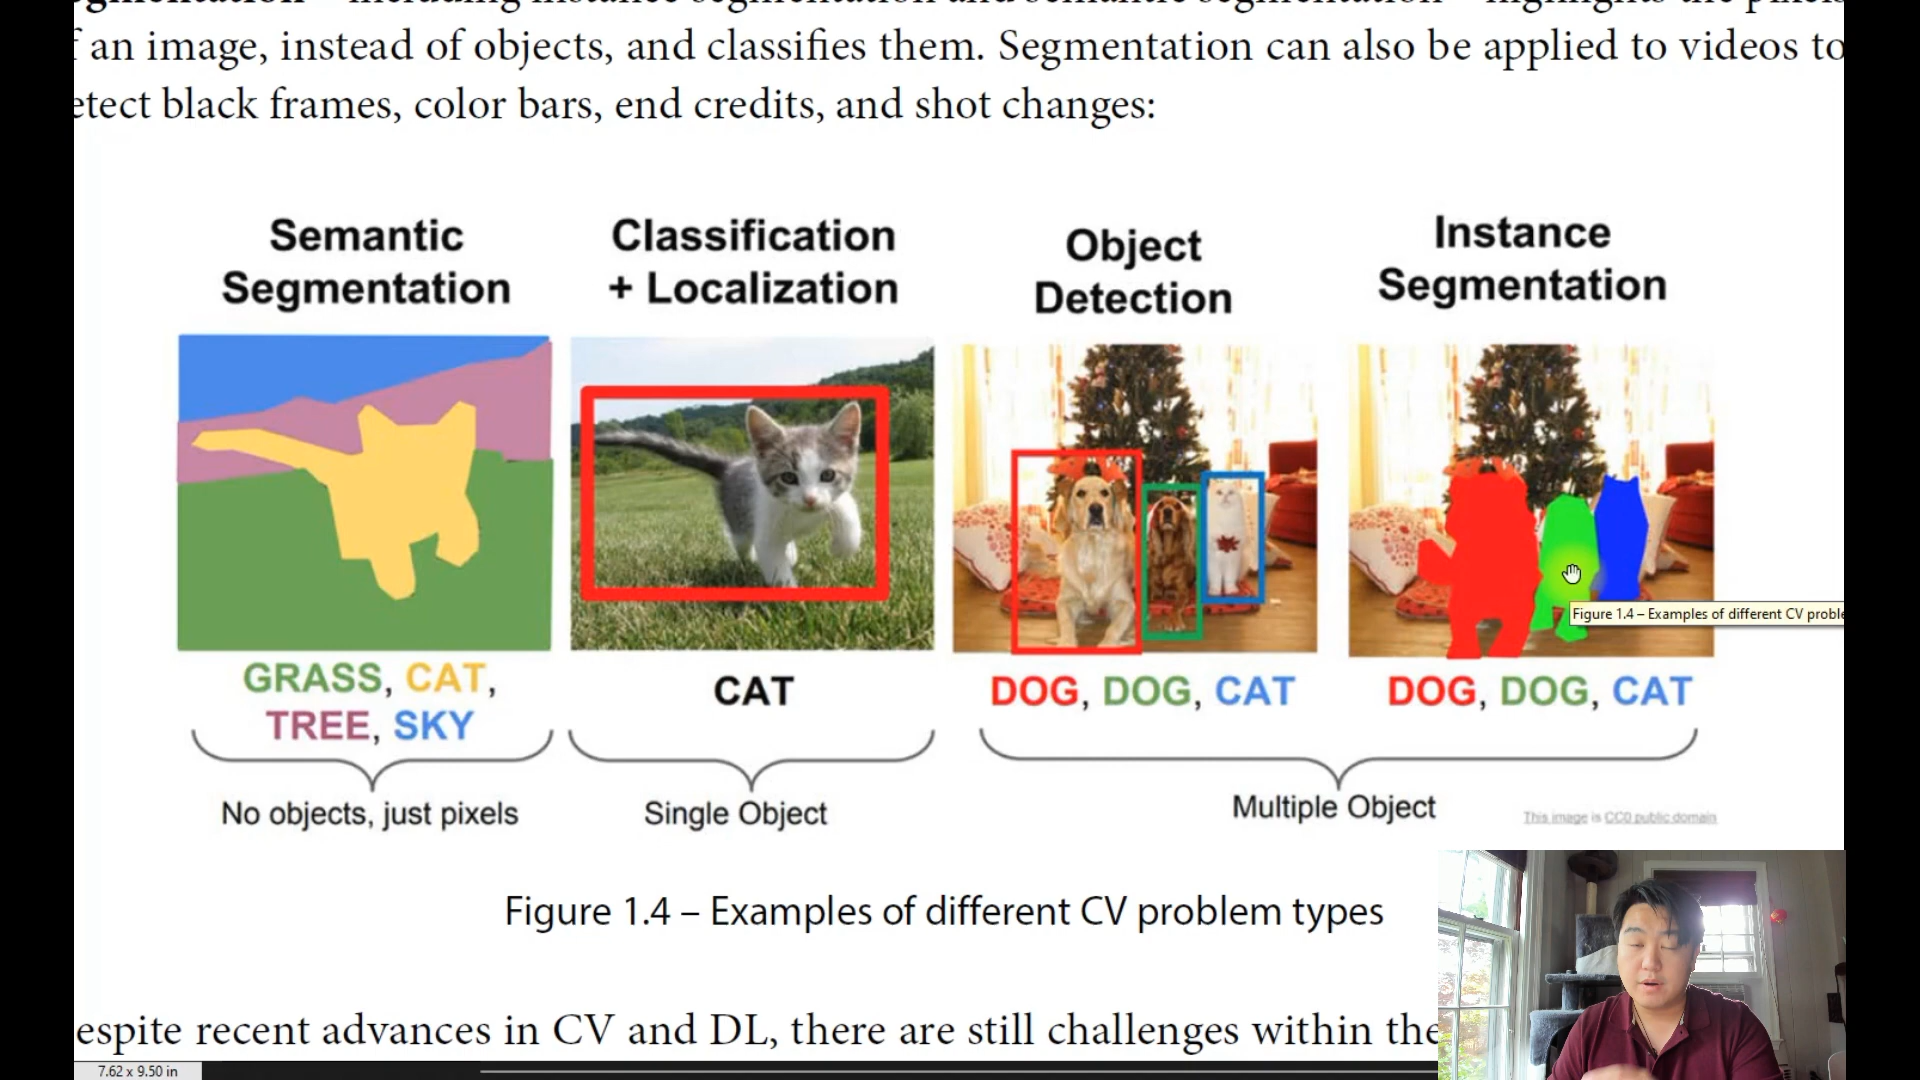 egmentation – including instance segmentation and semantic segmentation – highlights the pixels
f an image, instead of objects, and classifies them. Segmentation can also be applied to videos to
etect black frames, color bars, end credits, and shot changes:
Semantic
Segmentation
Classification
+ Localization
Object
Detection
Instance
Segmentation
Figure 1.4 – Examples of different CV proble
GRASS, CAT,
TREE, SKY
CAT
DOG, DOG, CAT
DOG, DOG, CAT
No objects, just pixels
Single Object
Multiple Object
This image is CC0 public domain
Figure 1.4 – Examples of different CV problem types
espite recent advances in CV and DL, there are still challenges within the
7.62 x 9.50 in